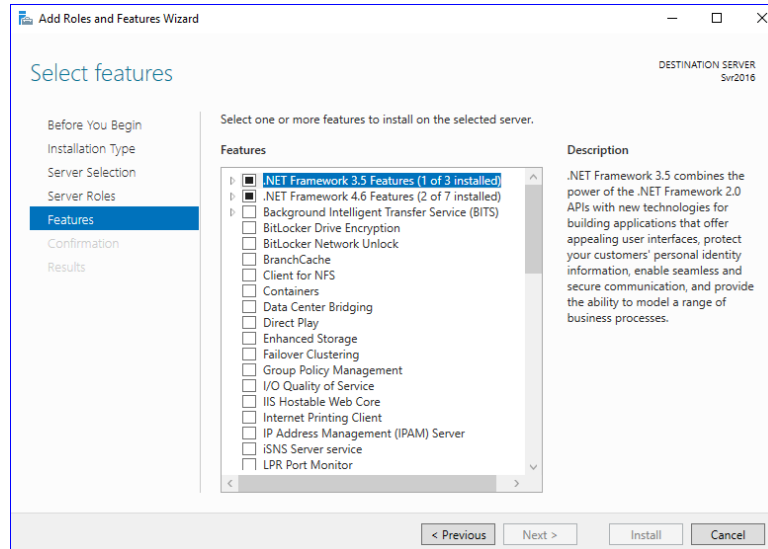 Add Roles and Features Wizard
Select features
DESTINATION SERVER
Svr2016
Before You Begin
Installation Type
Server Selection
Server Roles
Features
Confirmation
Results
Select one or more features to install on the selected server.
Features
.NET Framework 3.5 Features (1 of 3 installed)
.NET Framework 4.6 Features (2 of 7 installed)
Background Intelligent Transfer Service (BITS)
BitLocker Drive Encryption
BitLocker Network Unlock
BranchCache
Client for NFS
Containers
Data Center Bridging
Direct Play
Enhanced Storage
Failover Clustering
Group Policy Management
I/O Quality of Service
IIS Hostable Web Core
Internet Printing Client
IP Address Management (IPAM) Server
iSNS Server service
LPR Port Monitor
Description
.NET Framework 3.5 combines the
power of the .NET Framework 2.0
APIs with new technologies for
building applications that offer
appealing user interfaces, protect
your customers' personal identity
information, enable seamless and
secure communication, and provide
the ability to model a range of
business processes.
< Previous
Next >
Install
Cancel